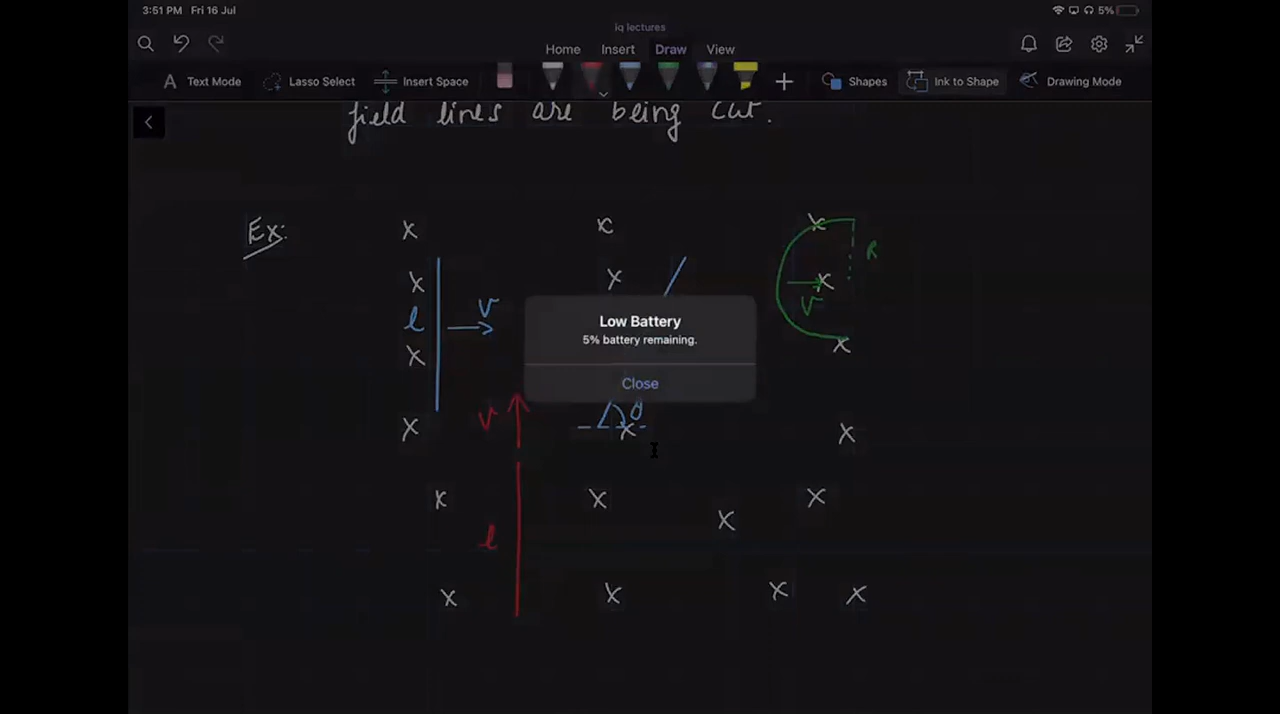 3:51 PM Fri 16 Jul 5%
iq lectures
Home Insert Draw View
Text Mode Lasso Select Insert Space Shapes Ink to Shape Drawing Mode
field lines are being cut.
Ex: x x x
x x x
R
l v v
x x
Low Battery
5% battery remaining.
Close
x v θ x x
x x x x
l
x x x x